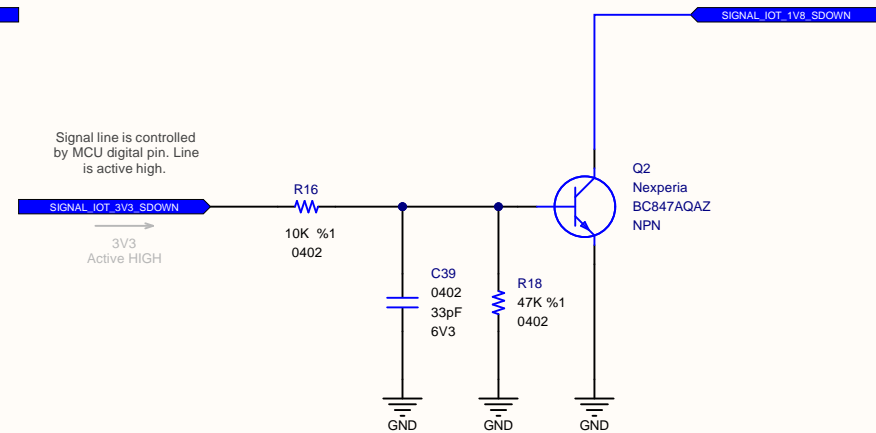 SIGNAL_IOT_1V8_SDOWN
Signal line is controlled
by MCU digital pin. Line
is active high.
SIGNAL_IOT_3V3_SDOWN
3V3
Active HIGH
R16
10K %1
0402
C39
0402
33pF
6V3
R18
47K %1
0402
Q2
Nexperia
BC847AQAZ
NPN
GND
GND
GND